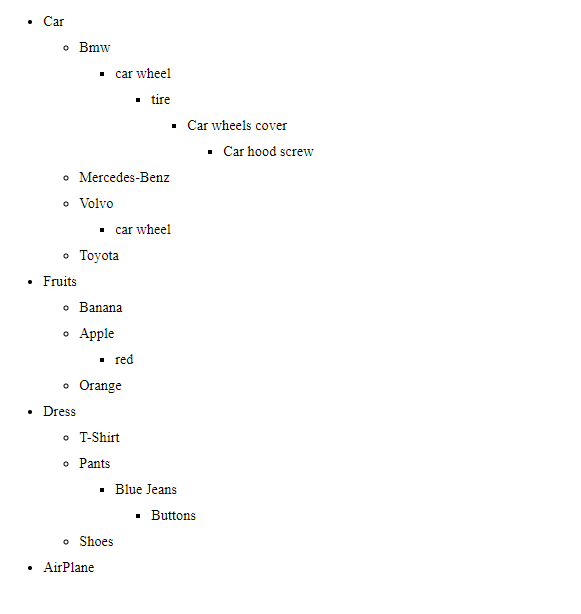 Car
Bmw
car wheel
tire
Car wheels cover
Car hood screw
Mercedes-Benz
Volvo
car wheel
Toyota
Fruits
Banana
Apple
red
Orange
Dress
T-Shirt
Pants
Blue Jeans
Buttons
Shoes
AirPlane